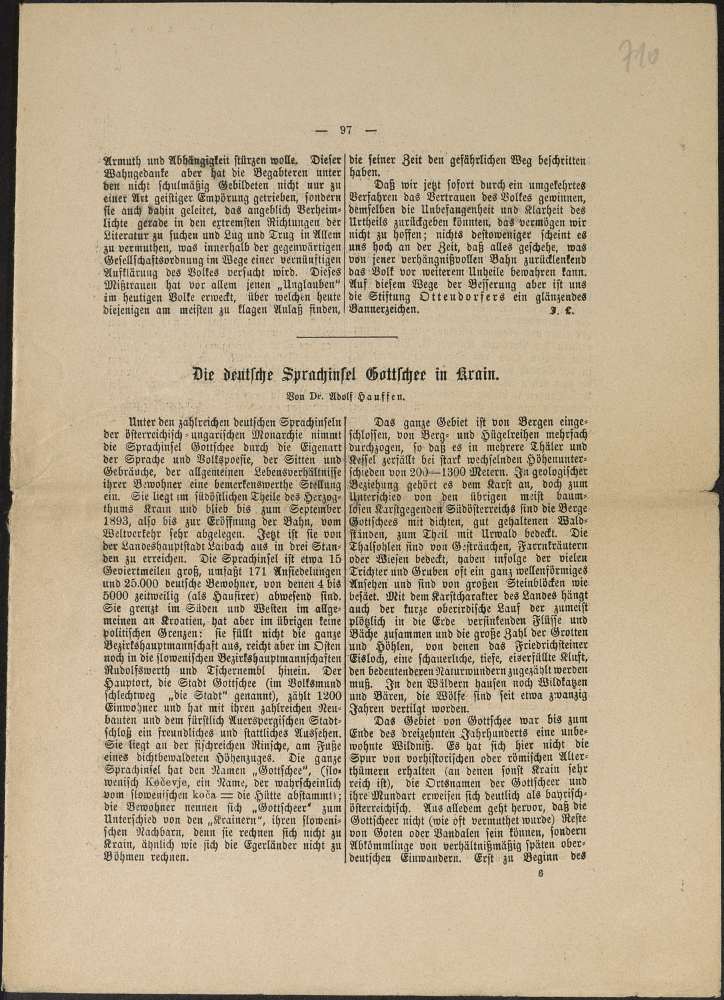 710
— 97 —
Armuth und Abhängigkeit stürzen wolle. Dieser
Wahngedanke aber hat die Begabteren unter
den nicht schulmäßig Gebildeten nicht nur zu
einer Art geistiger Empörung getrieben, sondern
sie auch dahin geleitet, das angeblich Verheim-
lichte gerade in den extremsten Richtungen der
Literatur zu suchen und Lug und Trug in Allem
zu vermuthen, was innerhalb der gegenwärtigen
Gesellschaftsordnung im Wege einer vernünftigen
Aufklärung des Volkes versucht wird. Dieses
Mißtrauen hat vor allem jenen „Unglauben“
im heutigen Volke erweckt, über welchen heute
diejenigen am meisten zu klagen Anlaß finden,
die seiner Zeit den gefährlichen Weg beschritten
haben.
Daß wir jetzt sofort durch ein umgekehrtes
Verfahren das Vertrauen des Volkes gewinnen,
demselben die Unbefangenheit und Klarheit des
Urtheils zurückgeben könnten, das vermögen wir
nicht zu hoffen; nichts destoweniger scheint es
uns hoch an der Zeit, daß alles geschehe, was
von jener verhängnißvollen Bahn zurücklenkend
das Volk vor weiterem Unheile bewahren kann.
Auf diesem Wege der Besserung aber ist uns
die Stiftung Ottendorfers ein glänzendes
Bannerzeichen. J. L.
Die deutsche Sprachinsel Gottschee in Krain.
Von Dr. Adolf Hauffen.
Unter den zahlreichen deutschen Sprachinseln
der österreichisch-ungarischen Monarchie nimmt
die Sprachinsel Gottschee durch die Eigenart
der Sprache und Volkspoesie, der Sitten und
Gebräuche, der allgemeinen Lebensverhältnisse
ihrer Bewohner eine bemerkenswerthe Stellung
ein. Sie liegt im südöstlichen Theile des Herzog-
thums Krain und blieb bis zum September
1893, also bis zur Eröffnung der Bahn, vom
Weltverkehr sehr abgelegen. Jetzt ist sie von
der Landeshauptstadt Laibach aus in drei Stun-
den zu erreichen. Die Sprachinsel ist etwa 15
Geviertmeilen groß, umfaßt 171 Ansiedelungen
und 25.000 deutsche Bewohner, von denen 4 bis
5000 zeitweilig (als Hausirer) abwesend sind.
Sie grenzt im Süden und Westen im allge-
meinen an Kroatien, hat aber im übrigen keine
politischen Grenzen: sie füllt nicht die ganze
Bezirkshauptmannschaft aus, reicht aber im Osten
noch in die slowenischen Bezirkshauptmannschaften
Rudolfswerth und Tschernembl hinein. Der
Hauptort, die Stadt Gottschee (im Volksmund
schlechtweg „die Stadt“ genannt), zählt 1200
Einwohner und hat mit ihren zahlreichen Neu-
bauten und dem fürstlich Auerspergischen Stadt-
schloß ein freundliches und stattliches Aussehen.
Sie liegt an der fischreichen Rinsche, am Fuße
eines dichtbewaldeten Höhenzuges. Die ganze
Sprachinsel hat den Namen „Gottschee“, (slo-
wenisch Kočevje, ein Name, der wahrscheinlich
vom slowenischen koča = die Hütte abstammt);
die Bewohner nennen sich „Gottscheer“ zum
Unterschied von den „Krainern“, ihren sloweni-
schen Nachbarn, denn sie rechnen sich nicht zu
Krain, ähnlich wie sich die Egerländer nicht zu
Böhmen rechnen.
Das ganze Gebiet ist von Bergen einge-
schlossen, von Berg- und Hügelreihen mehrfach
durchzogen, so daß es in mehrere Thäler und
Kessel zerfällt bei stark wechselnden Höhenunter-
schieden von 200—1300 Metern. In geologischer
Beziehung gehört es dem Karst an, doch zum
Unterschied von den übrigen meist baum-
losen Karstgegenden Südösterreichs sind die Berge
Gottschees mit dichten, gut gehaltenen Wald-
ständen, zum Theil mit Urwald bedeckt. Die
Thalsohlen sind von Gesträuchen, Farrnkräutern
oder Wiesen bedeckt, haben infolge der vielen
Trichter und Gruben oft ein ganz wellenförmiges
Ansehen und sind von großen Steinblöcken wie
besäet. Mit dem Karstcharakter des Landes hängt
auch der kurze oberirdische Lauf der zumeist
plötzlich in die Erde versinkenden Flüsse und
Bäche zusammen und die große Zahl der Grotten
und Höhlen, von denen das Friedrichsteiner
Eisloch, eine schauerliche, tiefe, eiserfüllte Kluft,
den bedeutenderen Naturwundern zugezählt werden
muß. In den Wäldern hausen noch Wildkatzen
und Bären, die Wölfe sind seit etwa zwanzig
Jahren vertilgt worden.
Das Gebiet von Gottschee war bis zum
Ende des dreizehnten Jahrhunderts eine unbe-
wohnte Wildniß. Es hat sich hier nicht die
Spur von vorhistorischen oder römischen Alter-
thümern erhalten (an denen sonst Krain sehr
reich ist), die Ortsnamen der Gottscheer und
ihre Mundart erweisen sich deutlich als bayrisch-
österreichisch. Aus alledem geht hervor, daß die
Gottscheer nicht (wie oft vermuthet wurde) Reste
von Goten oder Vandalen sein können, sondern
Abkömmlinge von verhältnißmäßig späten ober-
deutschen Einwandern. Erst zu Beginn des
6